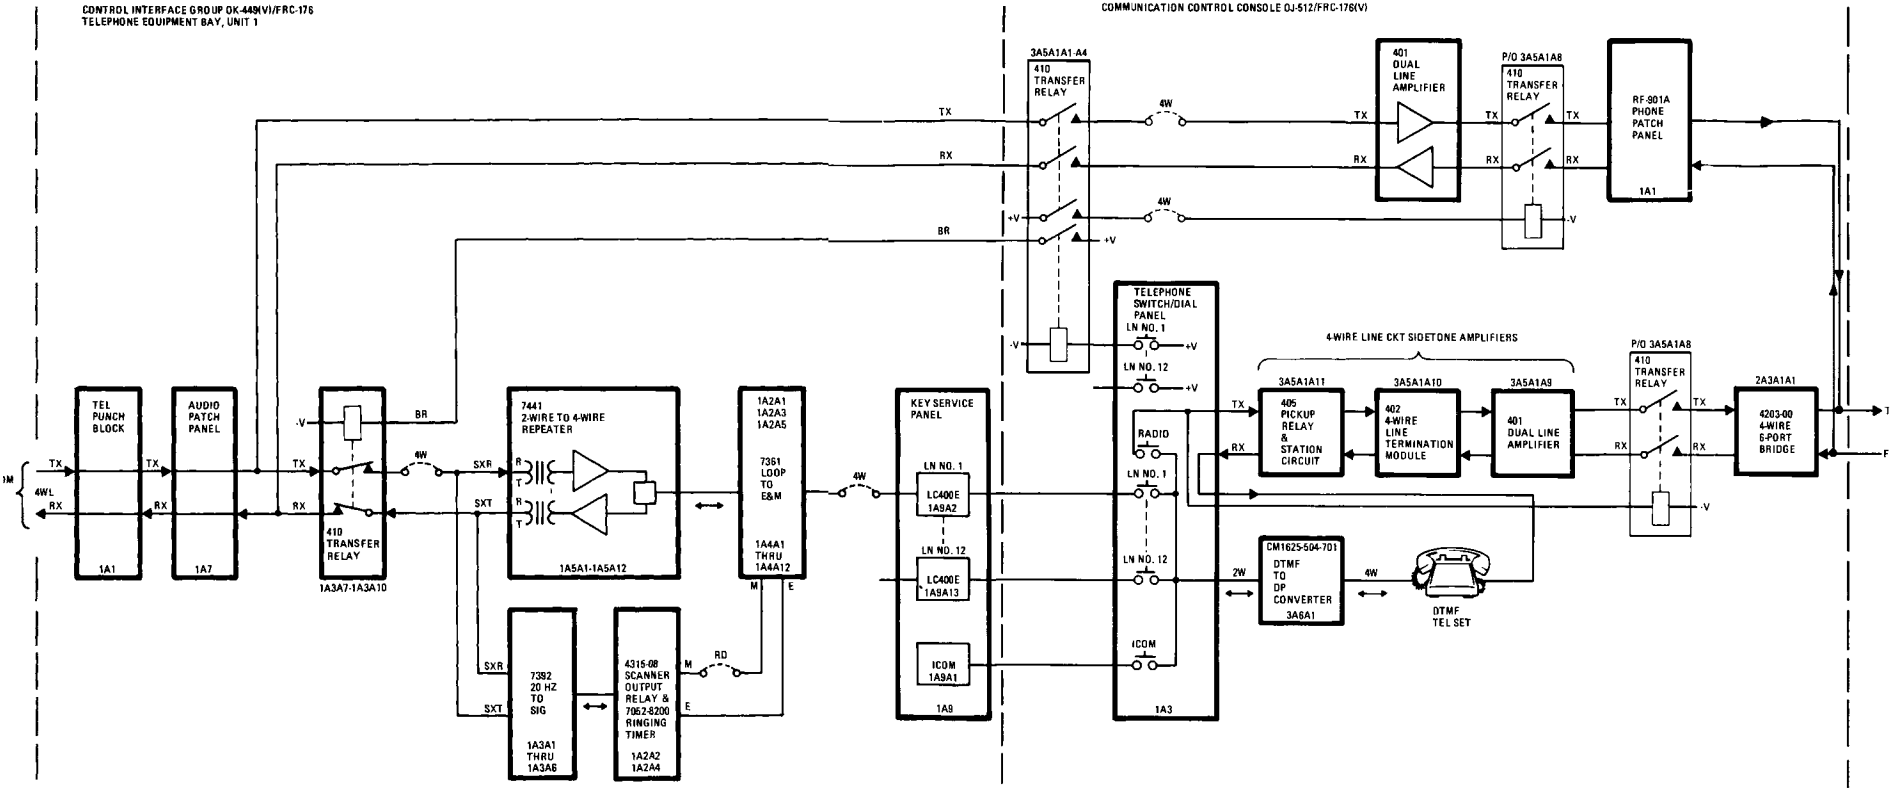 CONTROL INTERFACE GROUP OK-449(V)/FRC-176
TELEPHONE EQUIPMENT BAY, UNIT 1
COMMUNICATION CONTROL CONSOLE OJ-512/FRC-176(V)
3A5A1A1-A4
410
TRANSFER
RELAY
TX
4W
TX
RX
RX
+V
4W
BR
+V
-V
401
DUAL
LINE
AMPLIFIER
P/O 3A5A1A8
410
TRANSFER
RELAY
TX
TX
RX
RX
-V
RF-901A
PHONE
PATCH
PANEL
1A1
TELEPHONE
SWITCH/DIAL
PANEL
LN NO. 1
+V
LN NO. 12
+V
RADIO
LN NO. 1
LN NO. 12
ICOM
1A3
4-WIRE LINE CKT SIDETONE AMPLIFIERS
TX
RX
3A5A1A11
405
PICKUP
RELAY
&
STATION
CIRCUIT
3A5A1A10
402
4-WIRE
LINE
TERMINATION
MODULE
3A5A1A9
401
DUAL LINE
AMPLIFIER
P/O 3A5A1A8
410
TRANSFER
RELAY
TX
TX
RX
RX
-V
2A3A1A1
4203-00
4-WIRE
6-PORT
BRIDGE
4WL
TX
RX
TEL
PUNCH
BLOCK
1A1
TX
RX
AUDIO
PATCH
PANEL
1A7
TX
RX
-V
BR
410
TRANSFER
RELAY
1A3A7-1A3A10
4W
SXR
SXT
7441
2-WIRE TO 4-WIRE
REPEATER
R
T
R
T
1A5A1-1A5A12
1A2A1
1A2A3
1A2A5
7361
LOOP
TO
E&M
1A4A1
THRU
1A4A12
M
E
4W
KEY SERVICE
PANEL
LN NO. 1
LC400E
1A9A2
LN NO. 12
LC400E
1A9A13
ICOM
1A9A1
1A9
2W
CM1625-504-701
DTMF
TO
DP
CONVERTER
3A6A1
4W
DTMF
TEL SET
SXR
SXT
7392
20 HZ
TO
SIG
1A3A1
THRU
1A3A6
4315-08
SCANNER
OUTPUT
RELAY &
7052-8200
RINGING
TIMER
1A2A2
1A2A4
M
RD
E